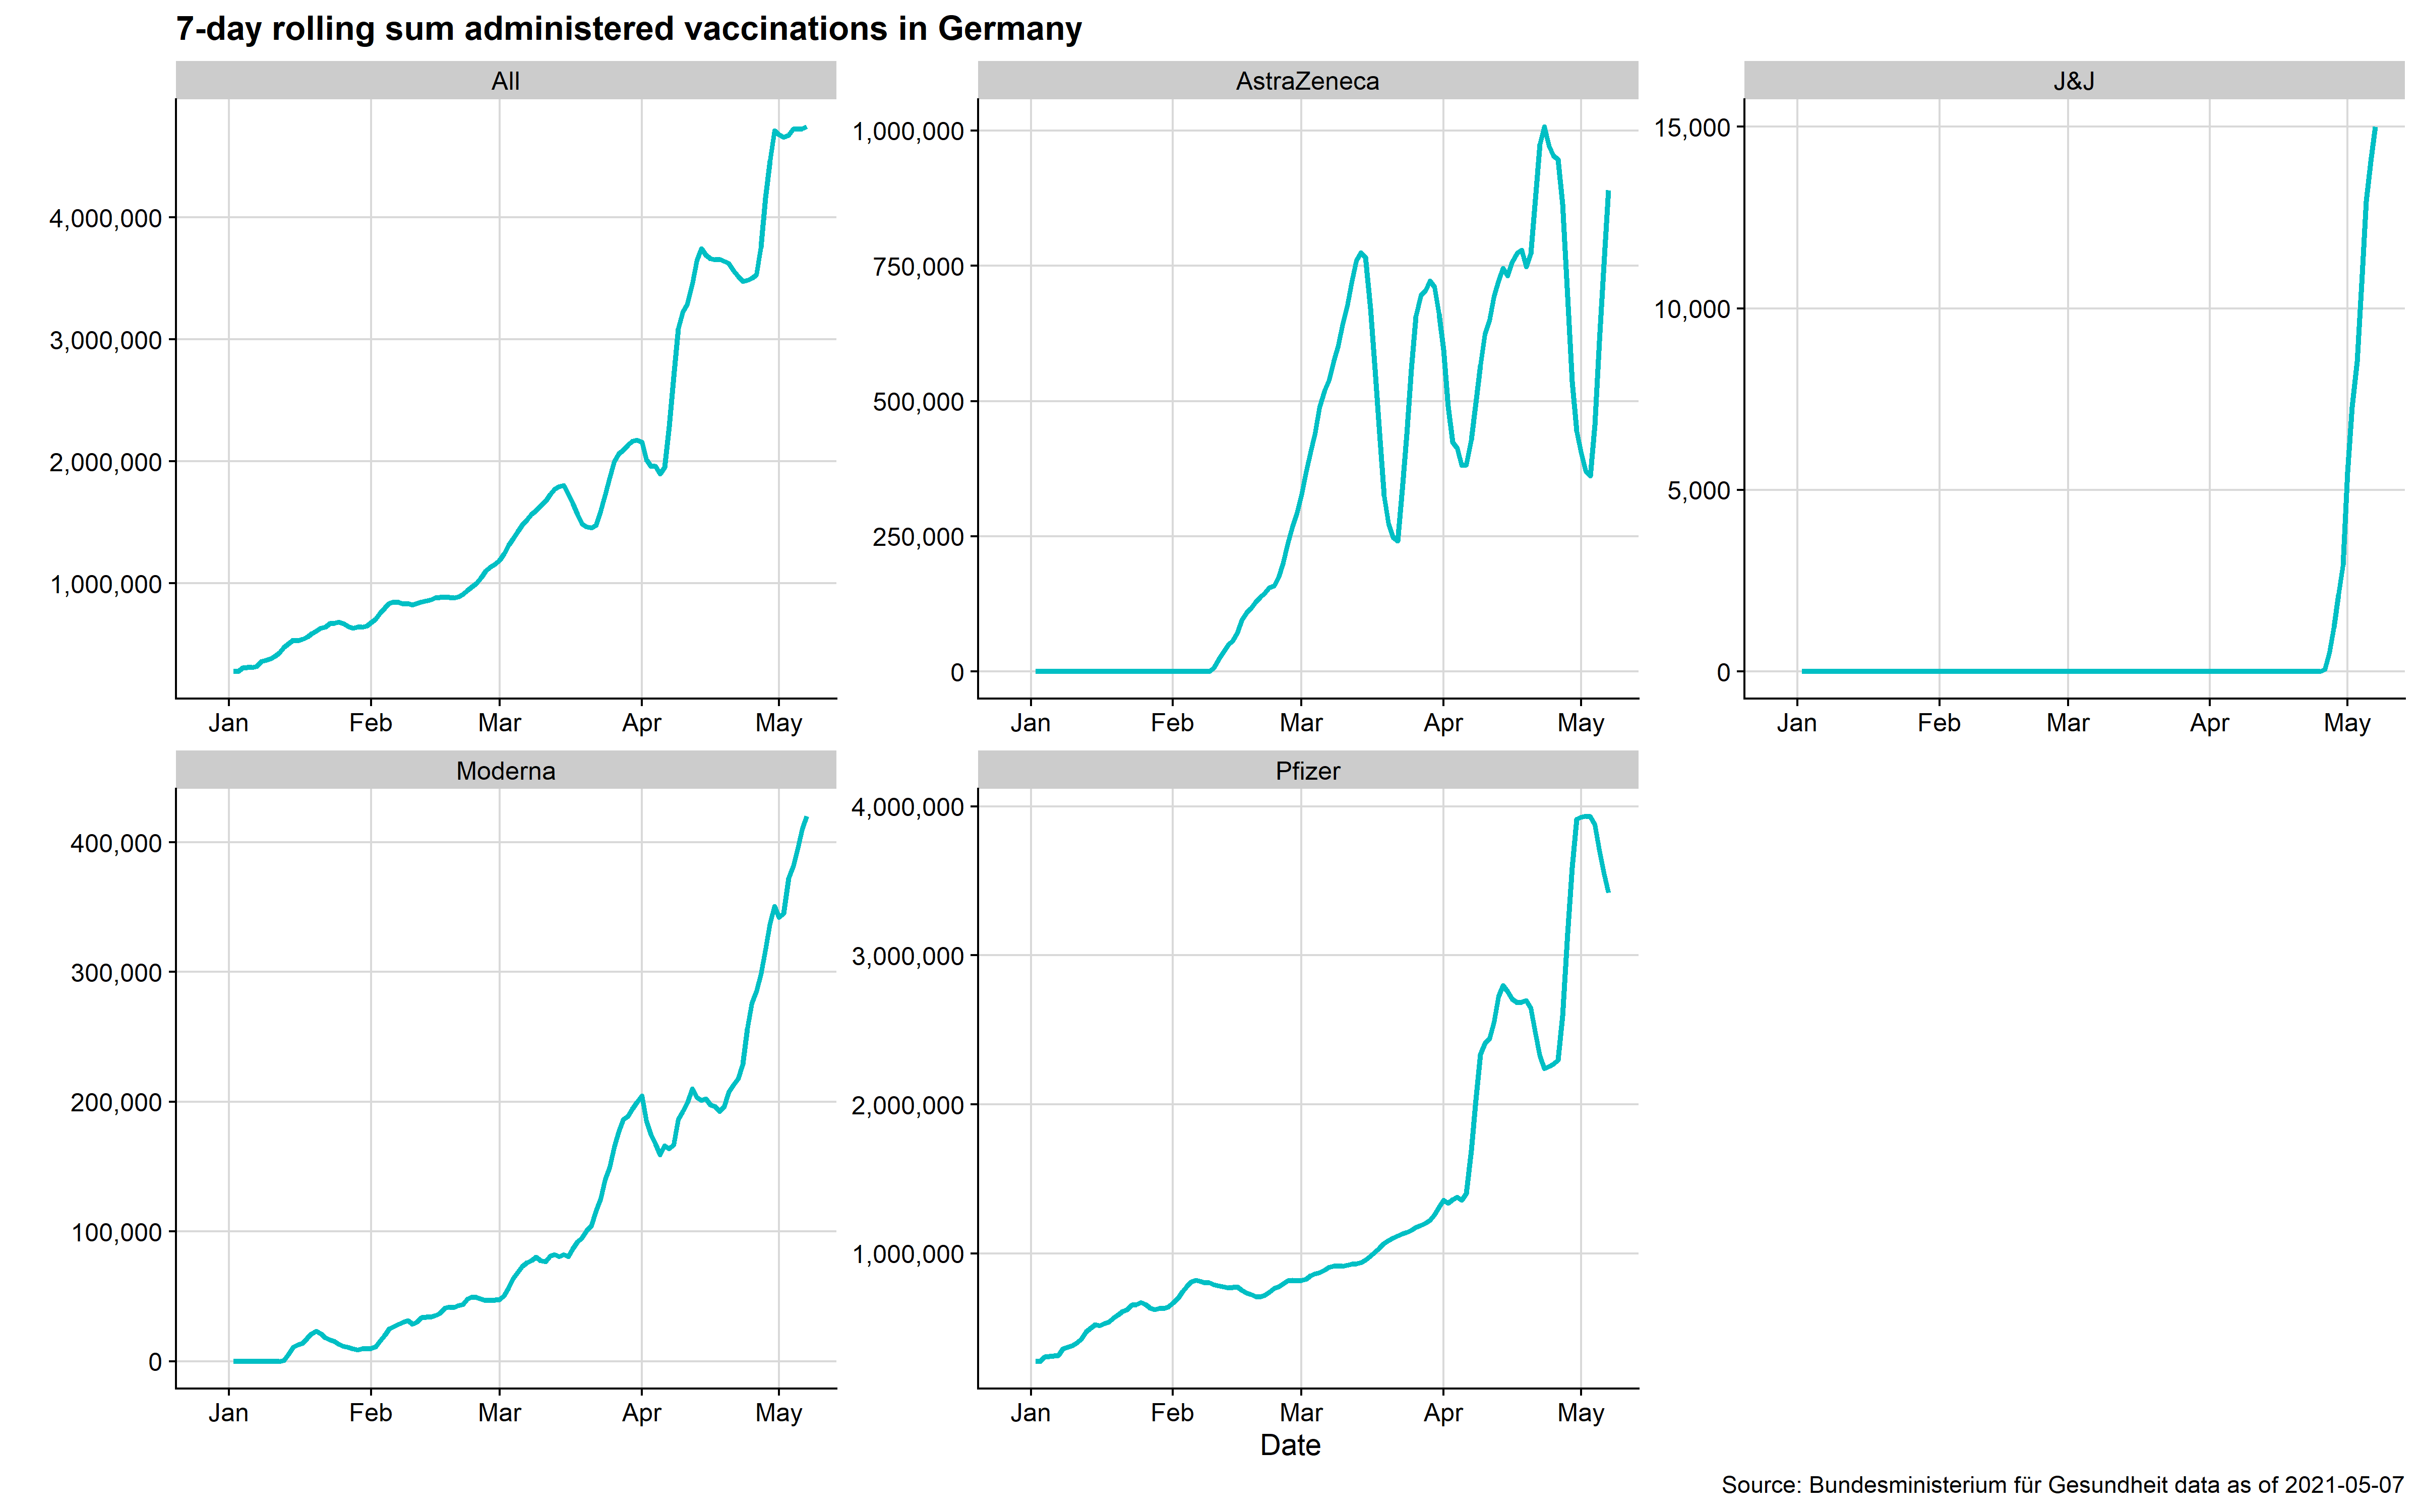 7-day rolling sum administered vaccinations in Germany
All
AstraZeneca
J&J
4,000,000
3,000,000
2,000,000
1,000,000
Jan Feb Mar Apr May
1,000,000
750,000
500,000
250,000
0
Jan Feb Mar Apr May
15,000
10,000
5,000
0
Jan Feb Mar Apr May
Moderna
Pfizer
400,000
300,000
200,000
100,000
0
Jan Feb Mar Apr May
4,000,000
3,000,000
2,000,000
1,000,000
Jan Feb Mar Apr May
Date
Source: Bundesministerium für Gesundheit data as of 2021-05-07